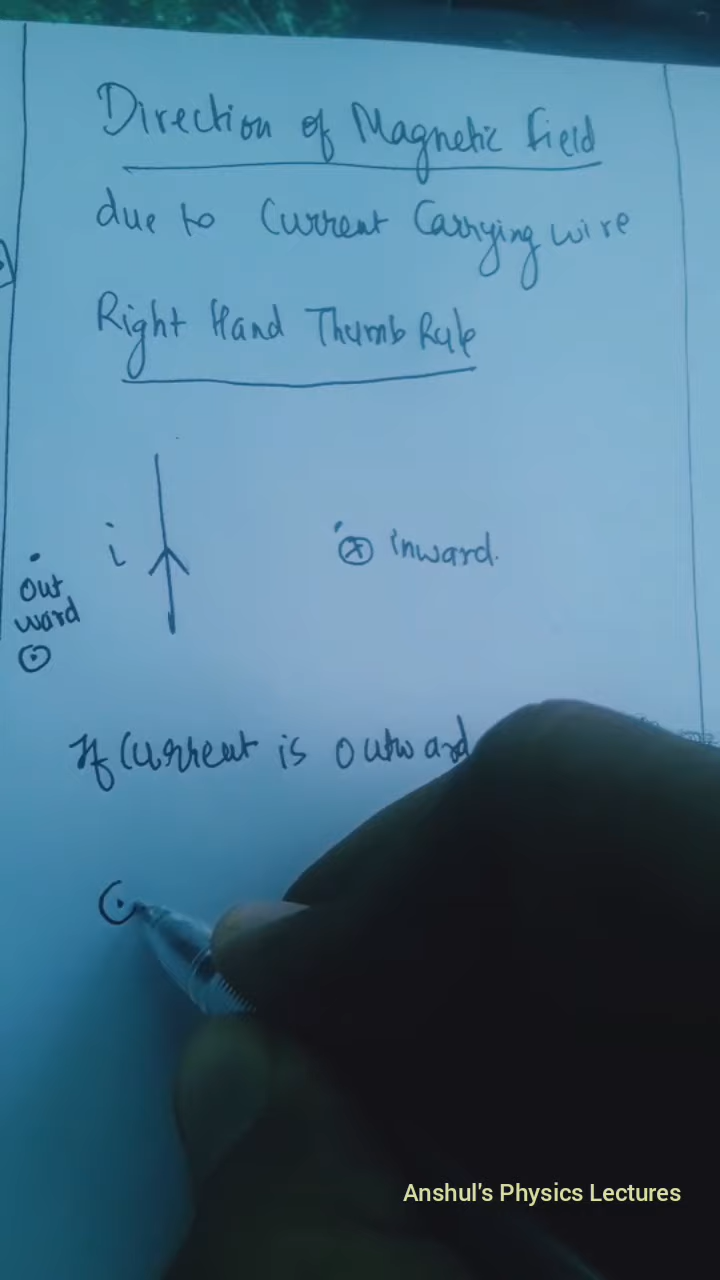 Direction of Magnetic Field
due to Current Carrying wire
Right Hand Thumb Rule
i
inward.
out
ward
If Current is outward
Anshul's Physics Lectures